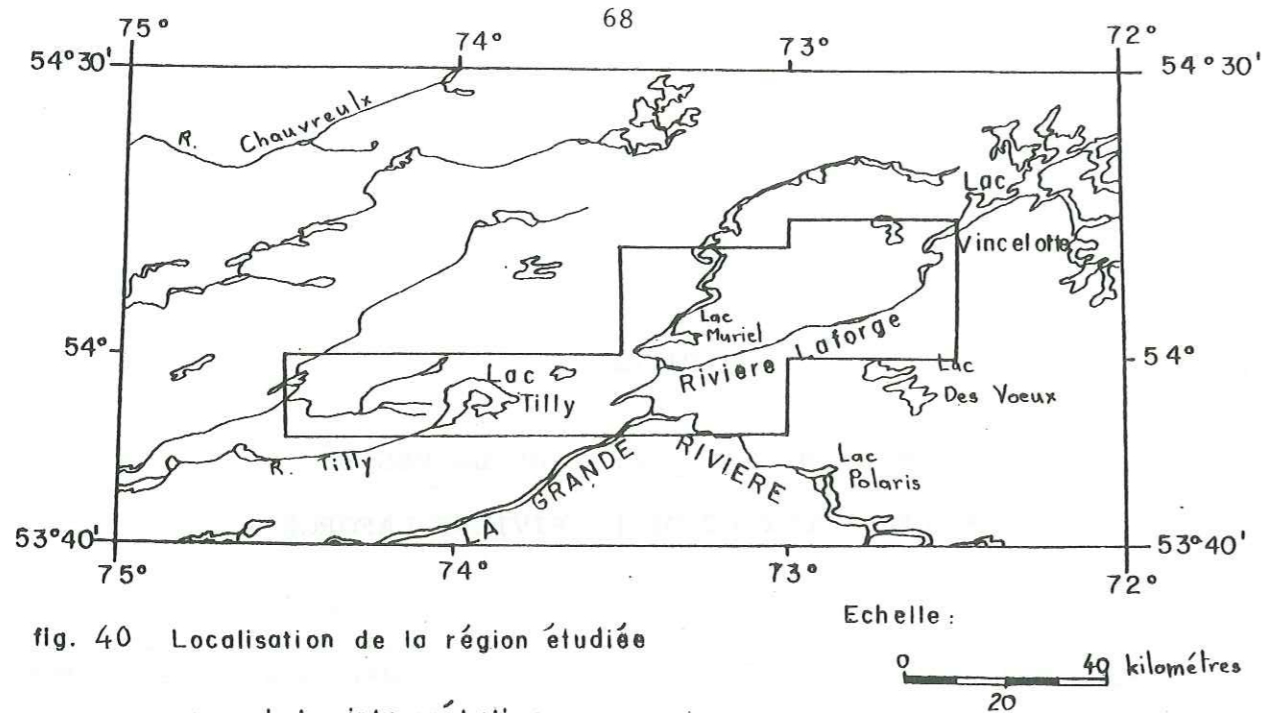 68
75° 74° 73° 72°
54°30' 54°30'
R. Chauvreulx
Lac
Vincelotte
Lac
Muriel
Rivière Laforge
54° 54°
Lac
Tilly
Lac
Des Voeux
R. Tilly
LA GRANDE RIVIERE
Lac
Polaris
53°40' 53°40'
75° 74° 73° 72°
fig. 40 Localisation de la région étudiée
Echelle:
0 40 kilométres
20